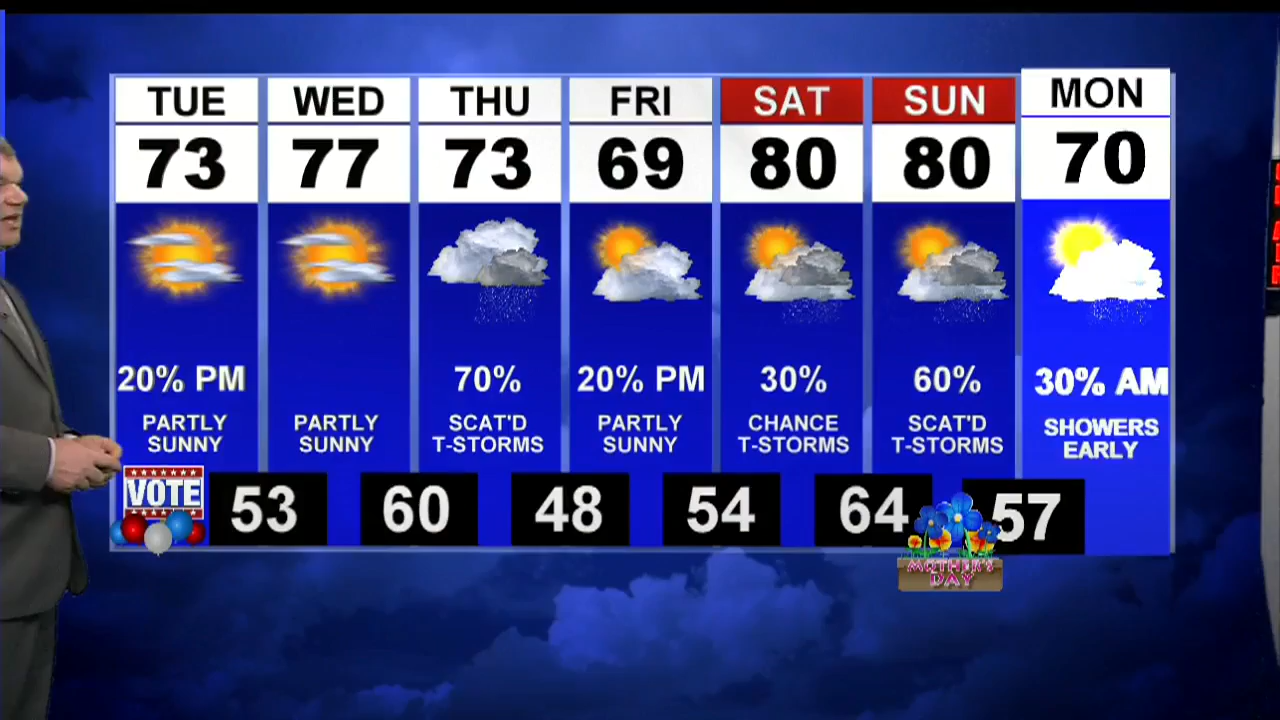 TUE WED THU FRI SAT SUN MON
73 77 73 69 80 80 70
20% PM 70% 20% PM 30% 60% 30% AM
PARTLY PARTLY SCAT'D PARTLY CHANCE SCAT'D SHOWERS
SUNNY SUNNY T-STORMS SUNNY T-STORMS T-STORMS EARLY
VOTE 53 60 48 54 64 57
MOTHER'S
DAY